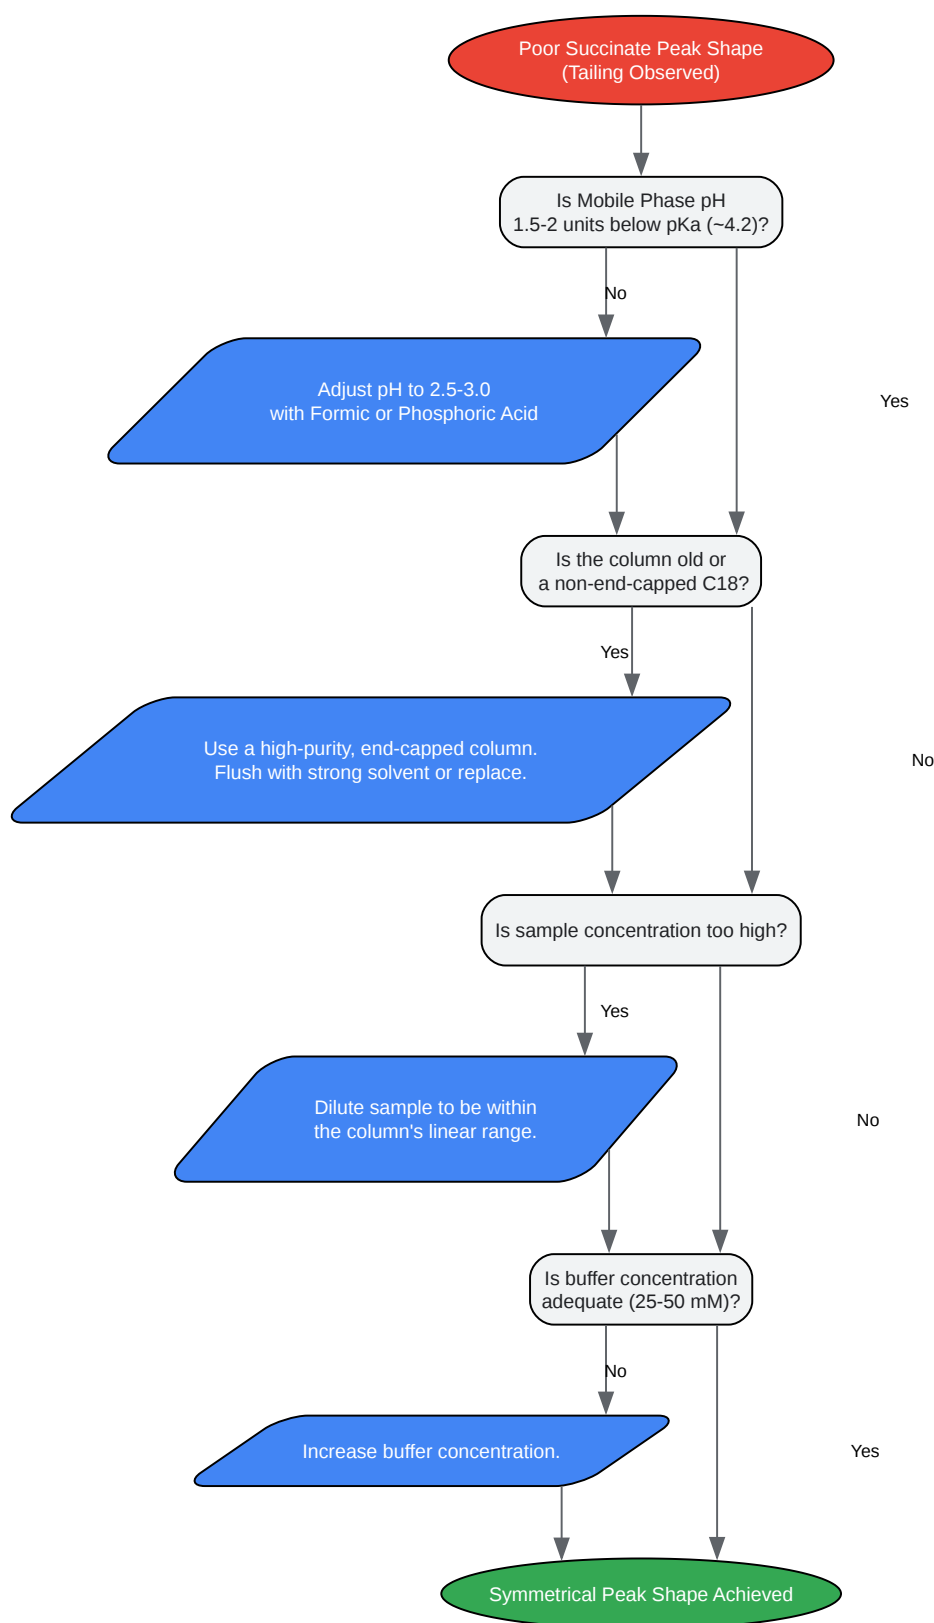 Poor Succinate Peak Shape
(Tailing Observed)
Is Mobile Phase pH
1.5-2 units below pKa (~4.2)?
No
Adjust pH to 2.5-3.0
with Formic or Phosphoric Acid
Yes
Is the column old or
a non-end-capped C18?
Yes
Use a high-purity, end-capped column.
Flush with strong solvent or replace.
No
Is sample concentration too high?
Yes
Dilute sample to be within
the column's linear range.
No
Is buffer concentration
adequate (25-50 mM)?
No
Increase buffer concentration.
Yes
Symmetrical Peak Shape Achieved